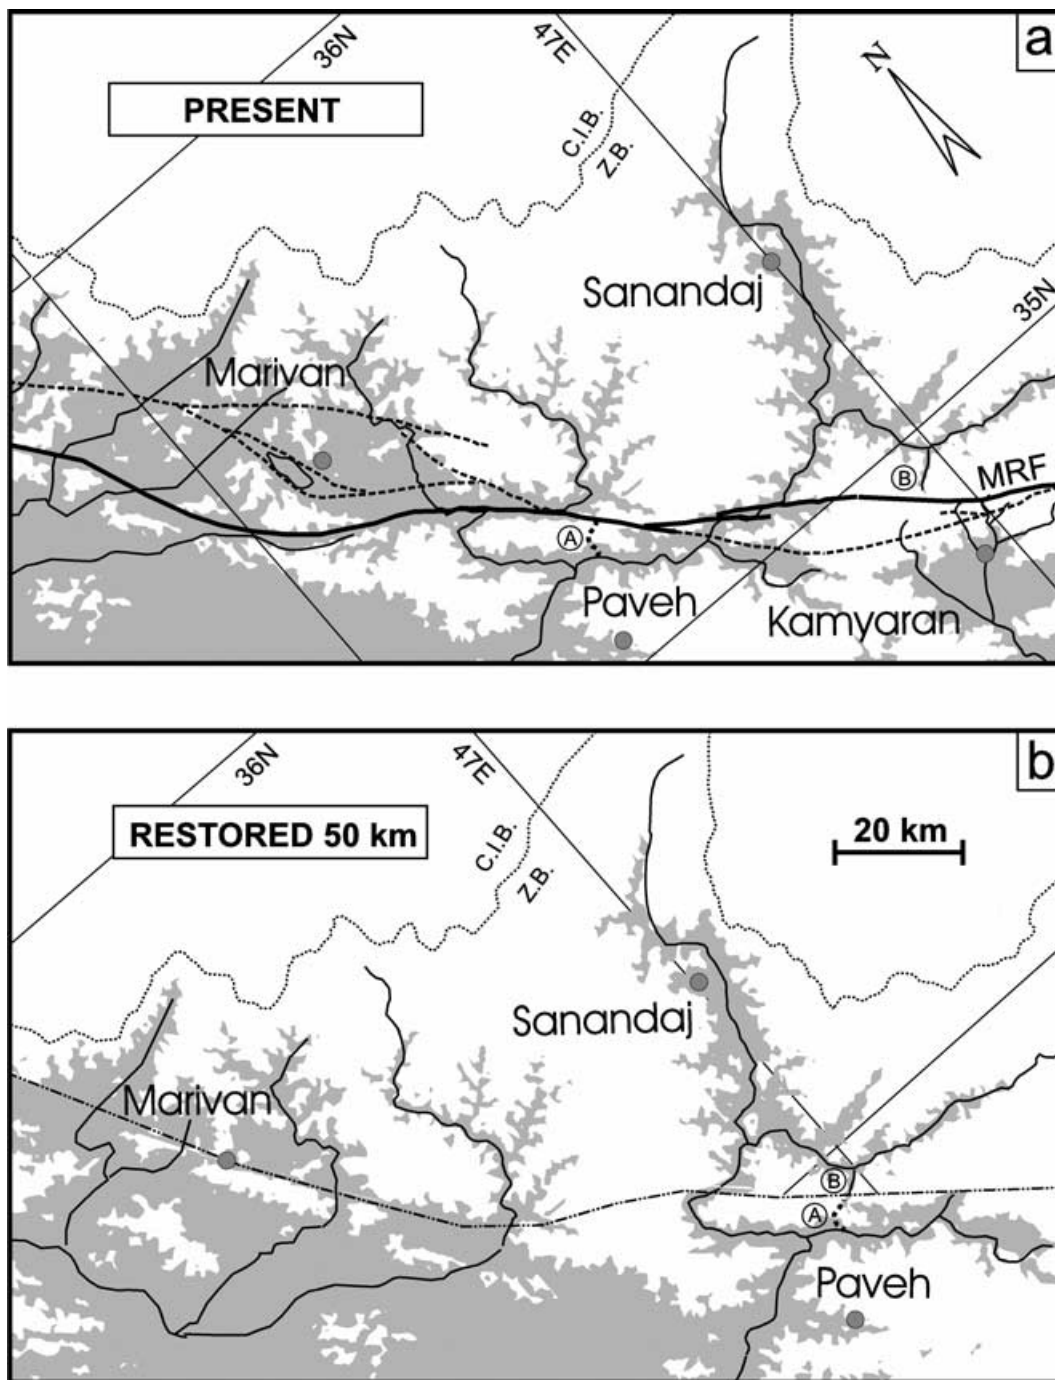 a
36N
47E
N
PRESENT
C.I.B.
Z.B.
Sanandaj
35N
Marivan
B
MRF
A
Paveh
Kamyaran
b
36N
47E
RESTORED 50 km
C.I.B.
Z.B.
20 km
Sanandaj
Marivan
B
A
Paveh